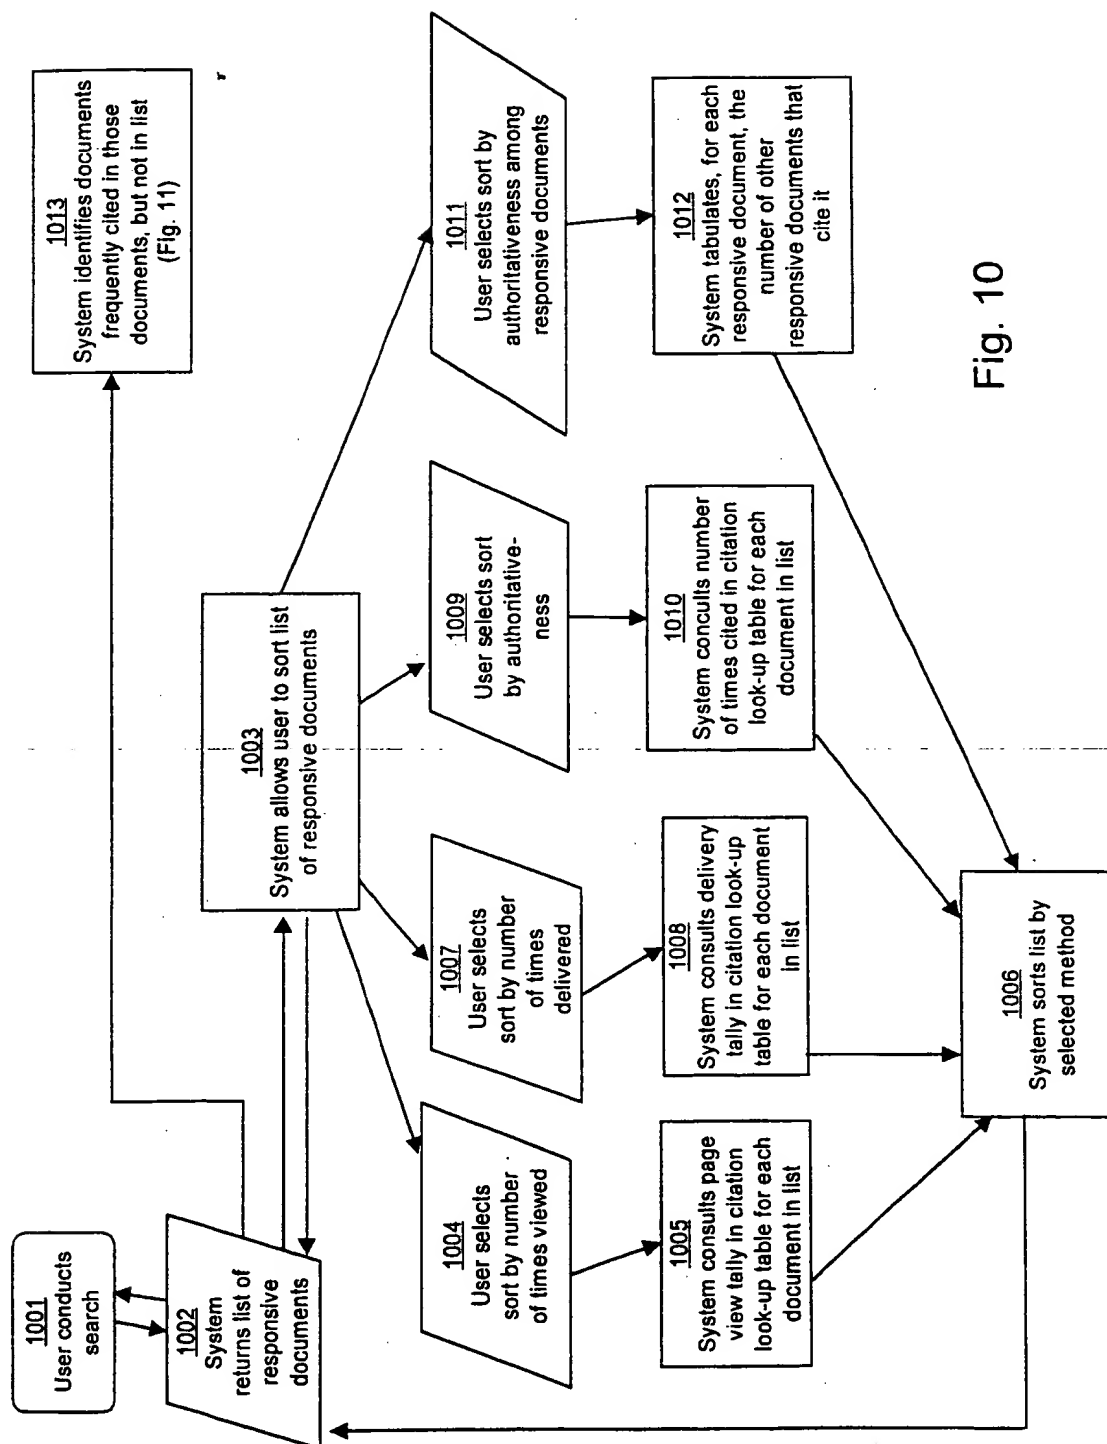 1001
User conducts
search
1002
System
returns list of
responsive
documents
1003
System allows user to sort list
of responsive documents
1013
System identifies documents
frequently cited in those
documents, but not in list
(Fig. 11)
1004
User selects
sort by number
of times viewed
1007
User selects
sort by number
of times
delivered
1009
User selects sort
by authoritative-
ness
1011
User selects sort by
authoritativeness among
responsive documents
1005
System consults page
view tally in citation
look-up table for each
document in list
1008
System consults delivery
tally in citation look-up
table for each document
in list
1010
System concults number
of times cited in citation
look-up table for each
document in list
1012
System tabulates, for each
responsive document, the
number of other
responsive documents that
cite it
1006
System sorts list by
selected method
Fig. 10